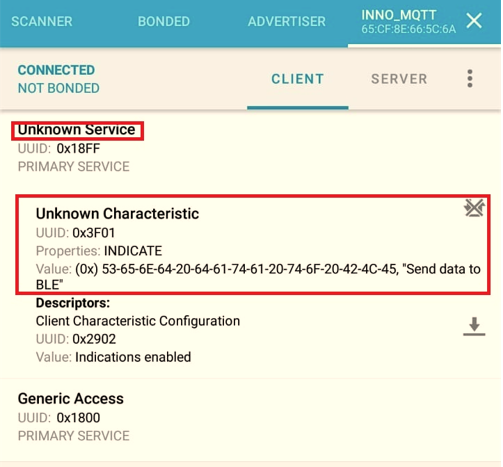 SCANNER
BONDED
ADVERTISER
INNO_MQTT
65:CF:8E:66:5C:6A
CONNECTED
NOT BONDED
CLIENT
SERVER
Unknown Service
UUID: 0x18FF
PRIMARY SERVICE
Unknown Characteristic
UUID: 0x3F01
Properties: INDICATE
Value: (0x) 53-65-6E-64-20-64-61-74-61-20-74-6F-20-42-4C-45, "Send data to
BLE"
Descriptors:
Client Characteristic Configuration
UUID: 0x2902
Value: Indications enabled
Generic Access
UUID: 0x1800
PRIMARY SERVICE